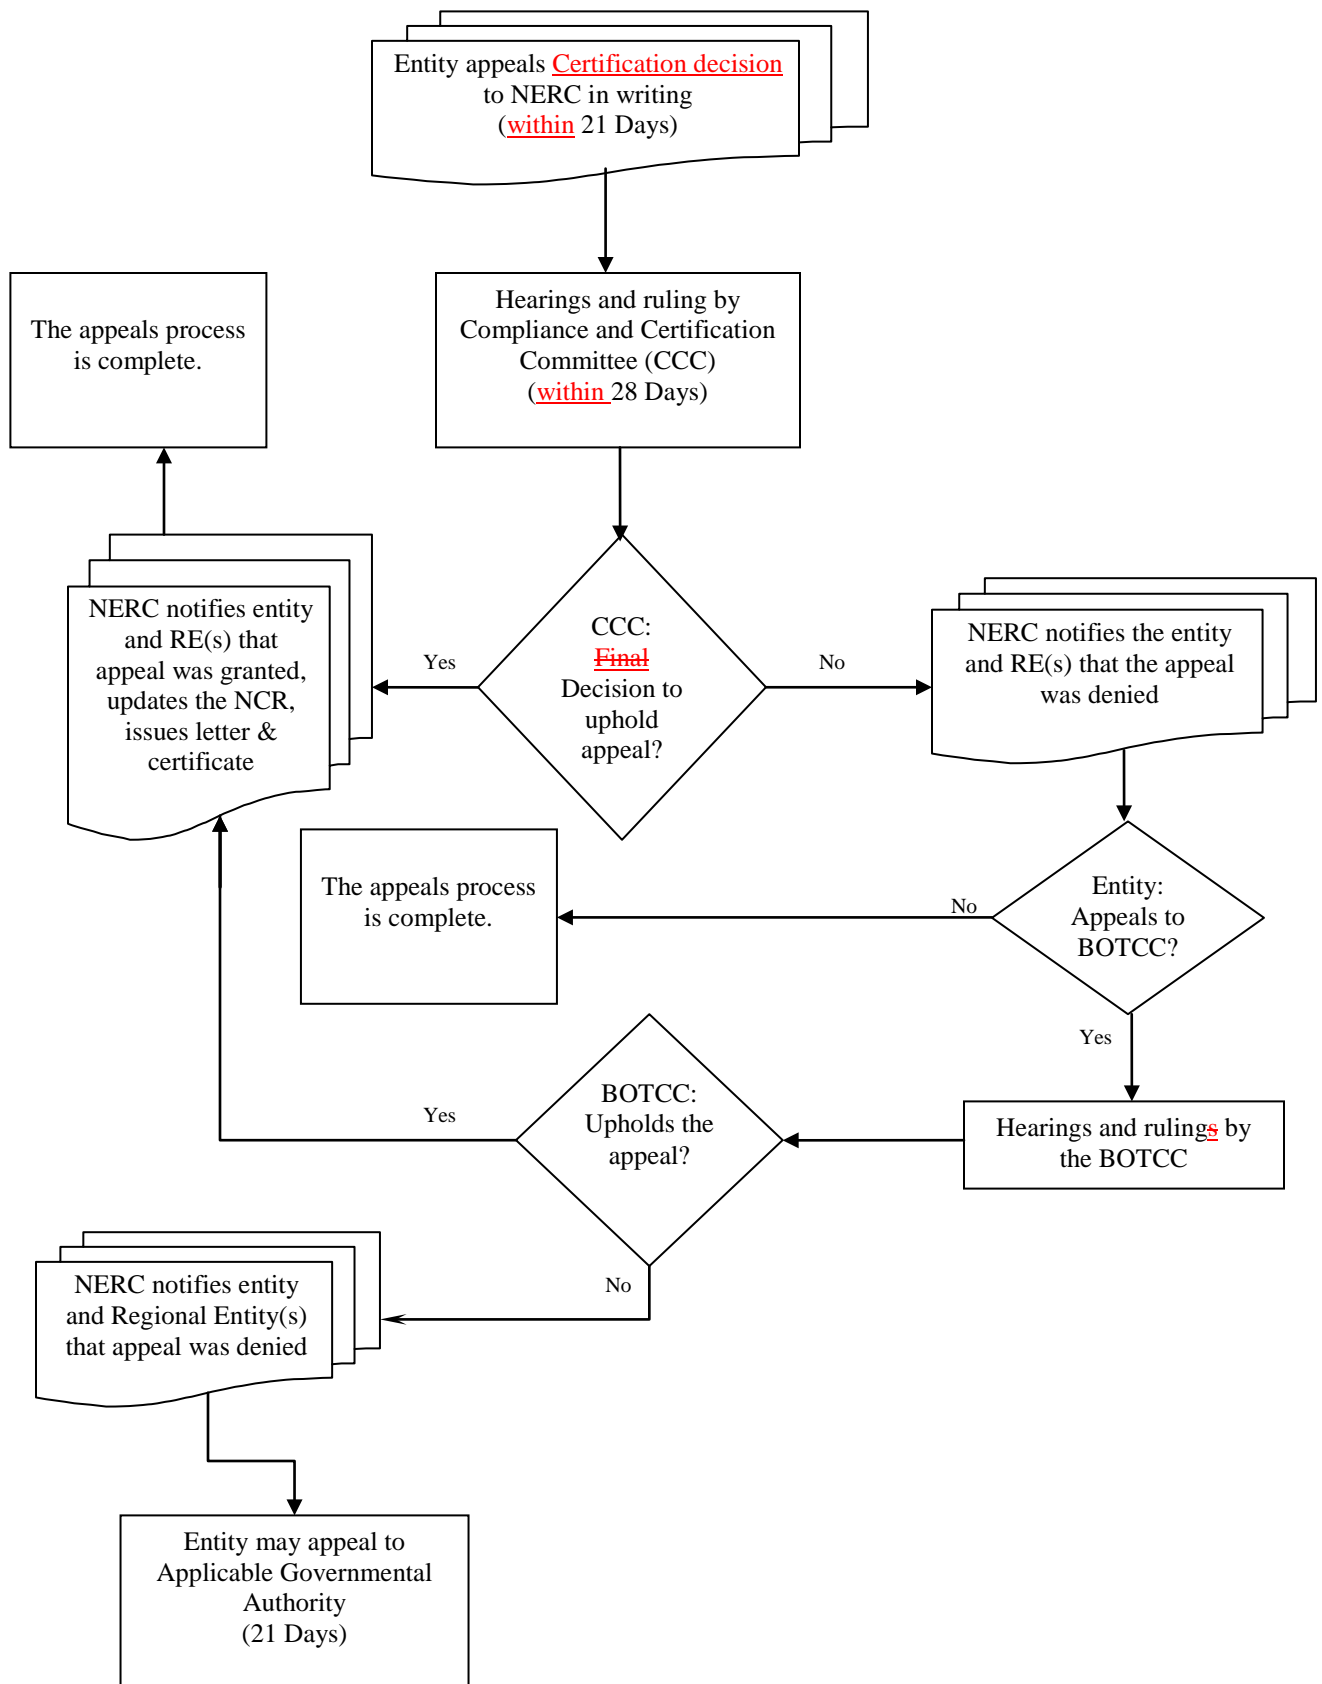 Entity appeals Certification decision
to NERC in writing
(within 21 Days)
The appeals process
is complete.
Hearings and ruling by
Compliance and Certification
Committee (CCC)
(within 28 Days)
NERC notifies entity
and RE(s) that
appeal was granted,
updates the NCR,
issues letter &
certificate
Yes
CCC:
Final
Decision to
uphold
appeal?
No
NERC notifies the entity
and RE(s) that the appeal
was denied
The appeals process
is complete.
No
Entity:
Appeals to
BOTCC?
Yes
Yes
BOTCC:
Upholds the
appeal?
Hearings and rulings by
the BOTCC
No
NERC notifies entity
and Regional Entity(s)
that appeal was denied
Entity may appeal to
Applicable Governmental
Authority
(21 Days)